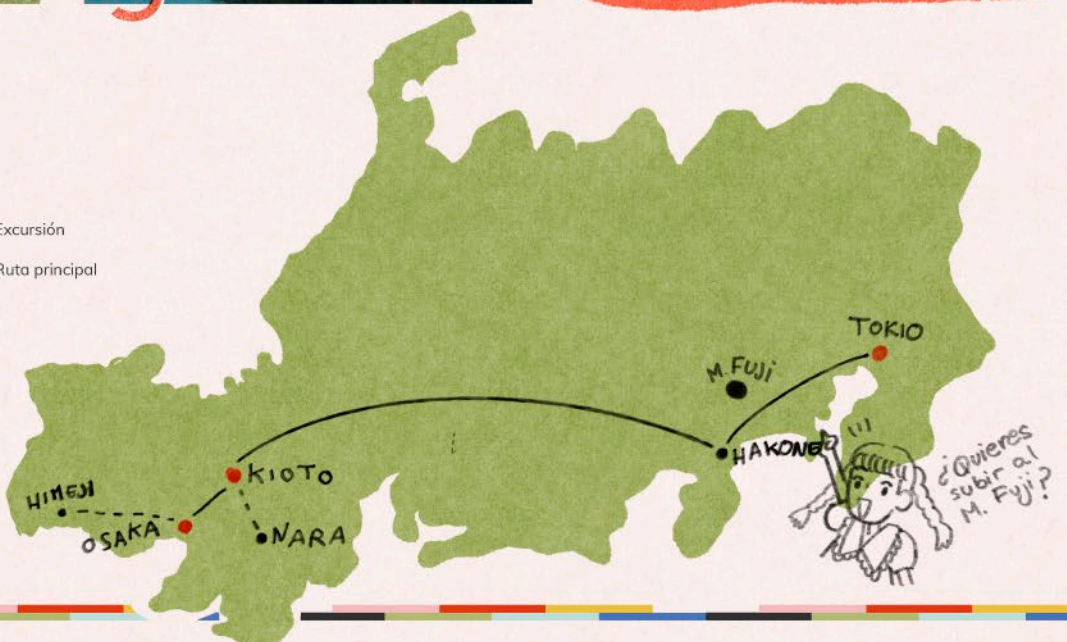 Excursión
Ruta principal
TOKIO
M. FUJI
HAKONE
KIOTO
HIMEJI
OSAKA
NARA
¿Quieres
subir al
M. Fuji?